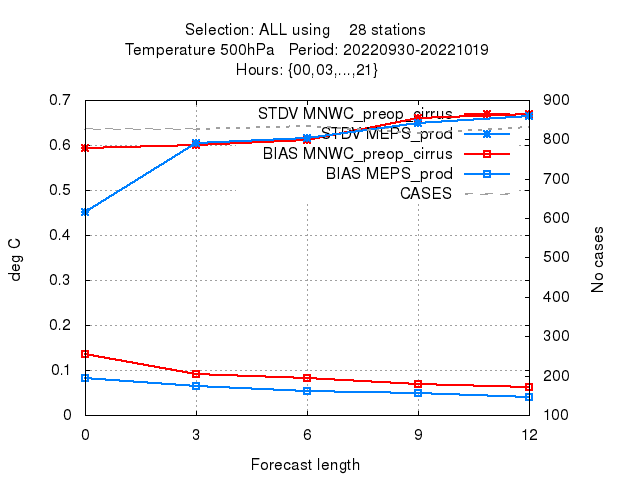 Selection: ALL using 28 stations
Temperature 500hPa Period: 20220930-20221019
Hours: {00,03,...,21}
0.7 900
STDV MNWC_preop_cirrus
STDV MEPS_prod
0.6 800
BIAS MNWC_preop_cirrus
BIAS MEPS_prod
700
0.5
CASES
600
0.4
deg C
500
No cases
0.3
400
0.2
300
0.1
200
0 100
0 3 6 9 12
Forecast length